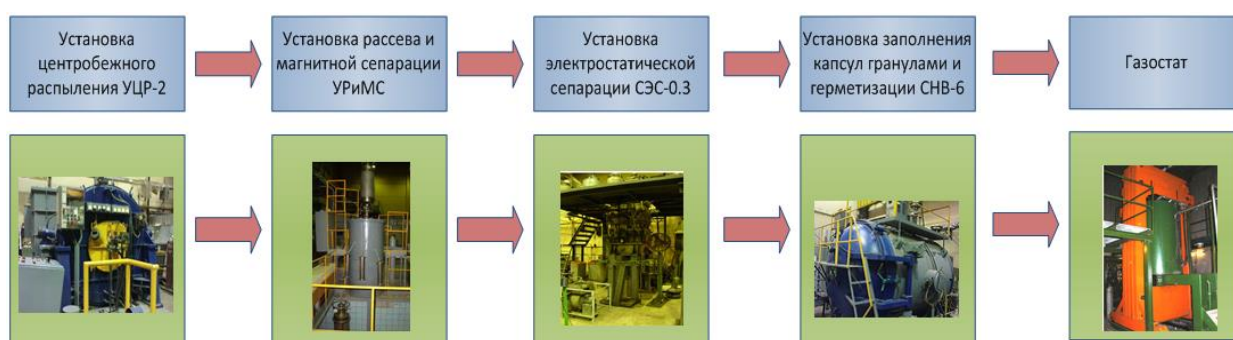 Установка
центробежного
распыления УЦР-2
Установка рассева и
магнитной сепарации
УРиМС
Установка
электростатической
сепарации СЭС-0.3
Установка заполнения
капсул гранулами и
герметизации СНВ-6
Газостат